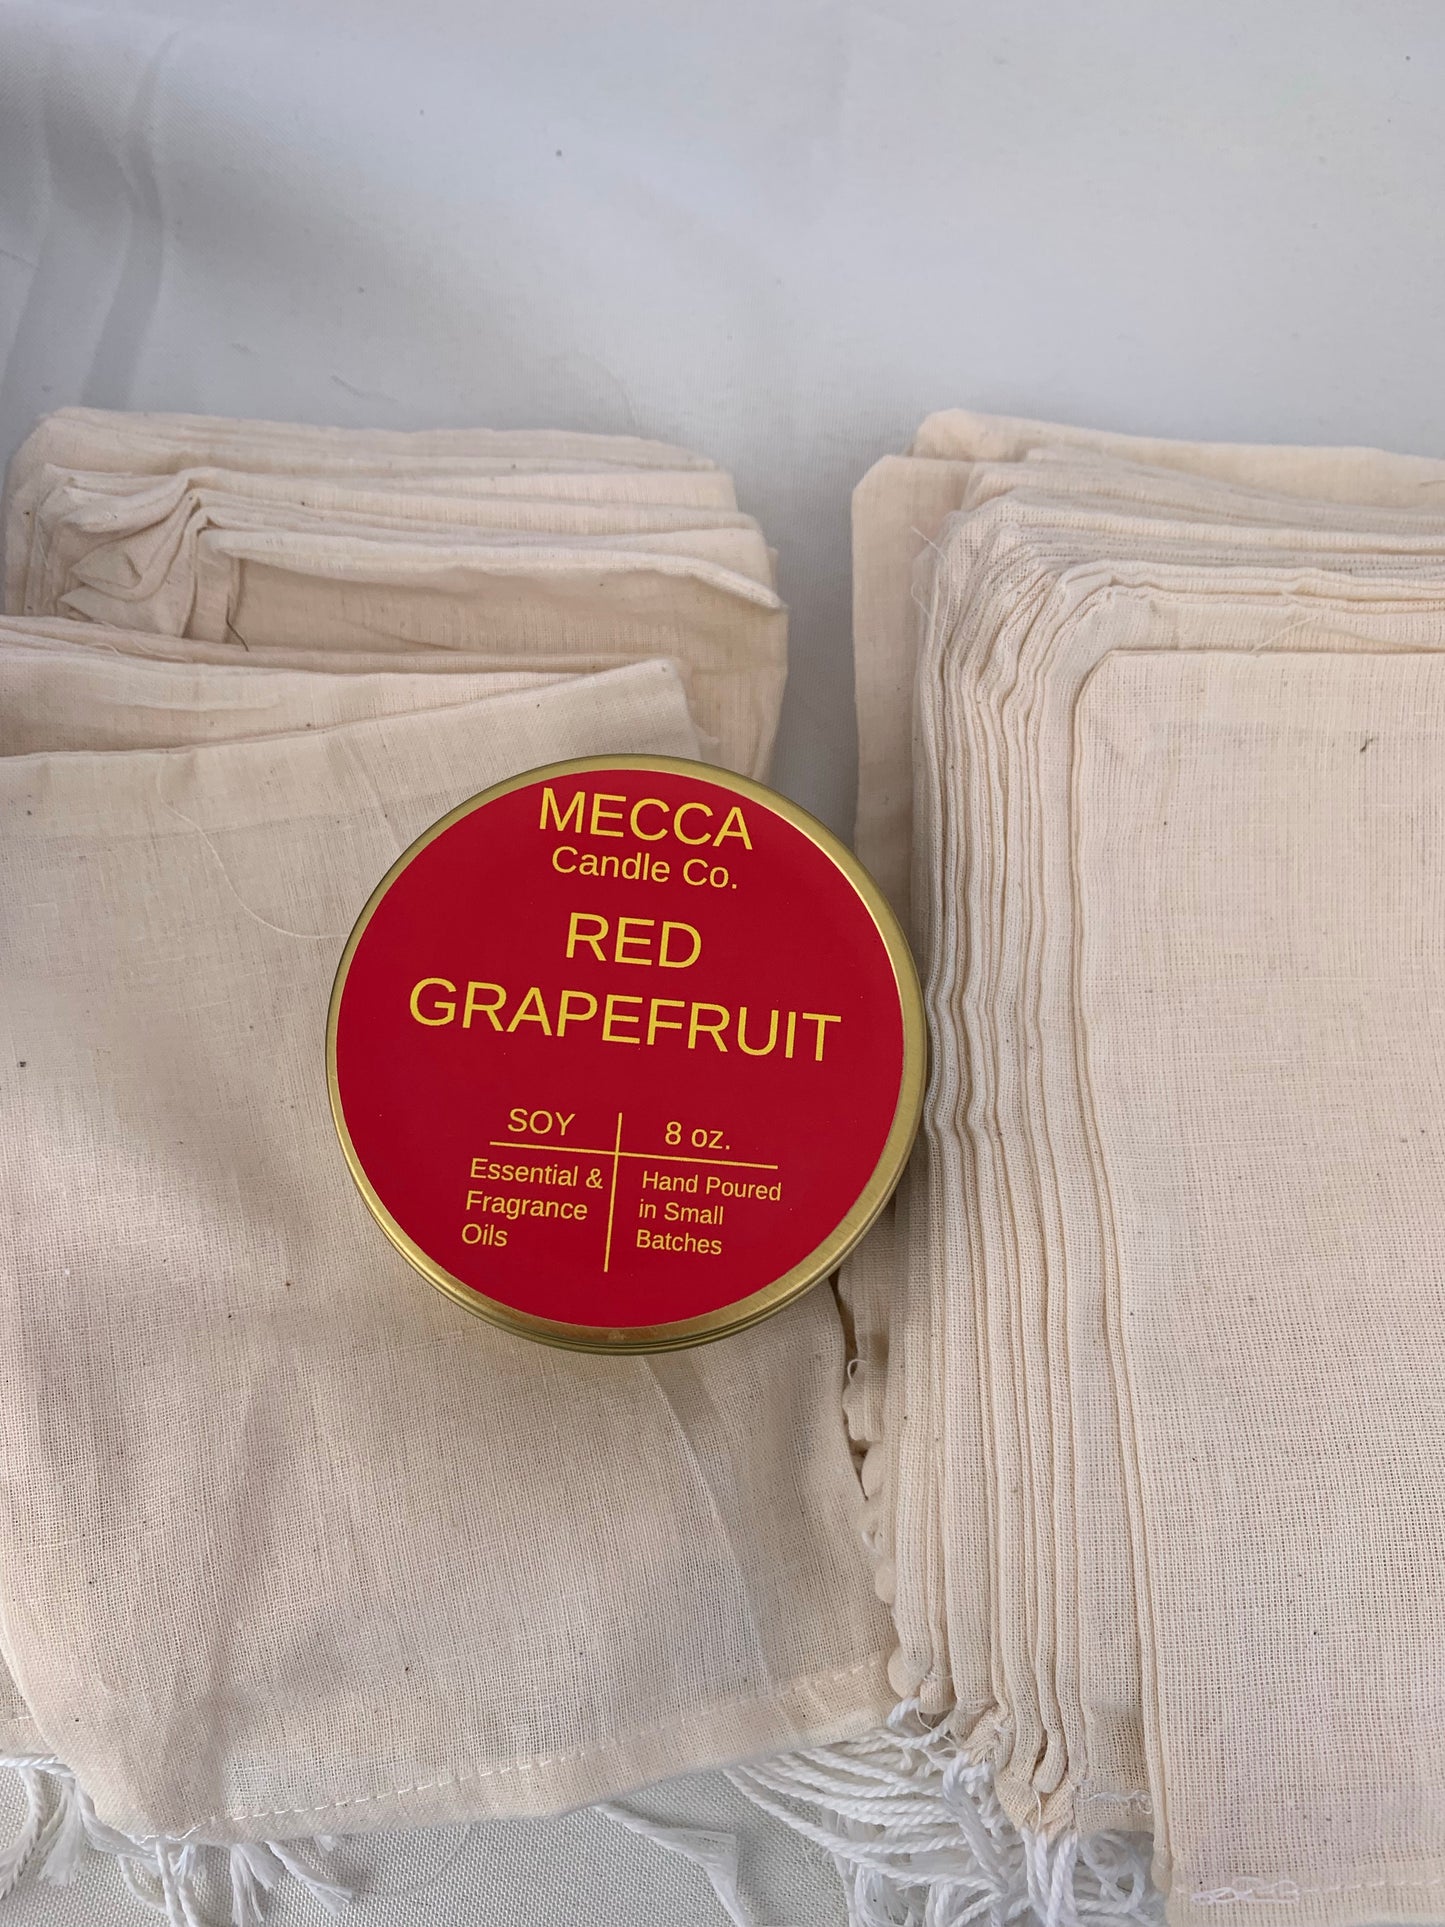 MECCA
Candle Co.
RED
GRAPEFRUIT
SOY
Essential &
Fragrance
Oils
8 oz.
Hand Poured
in Small
Batches